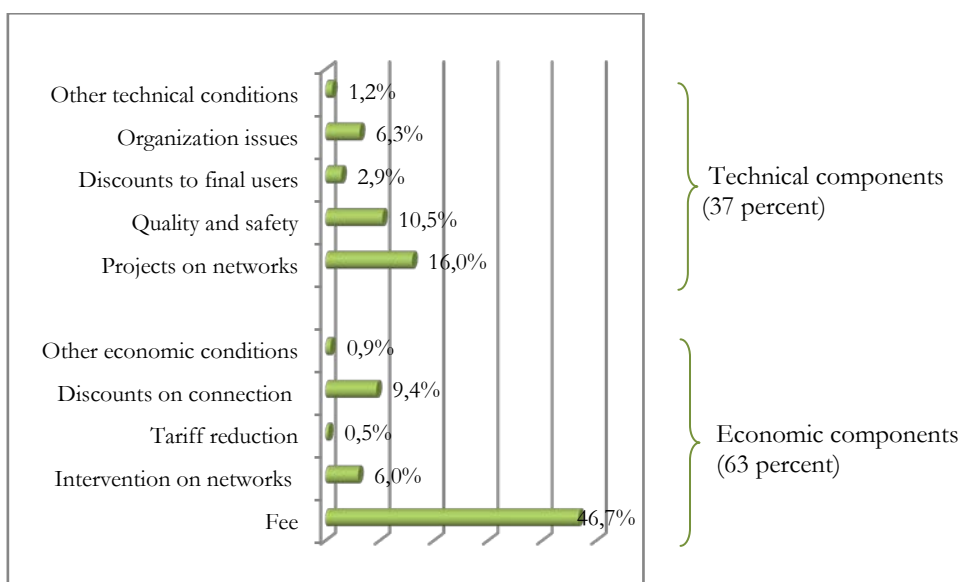 Other technical conditions 1,2%
Organization issues 6,3%
Discounts to final users 2,9%
Quality and safety 10,5%
Projects on networks 16,0%
Technical components
(37 percent)
Other economic conditions 0,9%
Discounts on connection 9,4%
Tariff reduction 0,5%
Intervention on networks 6,0%
Fee 46,7%
Economic components
(63 percent)